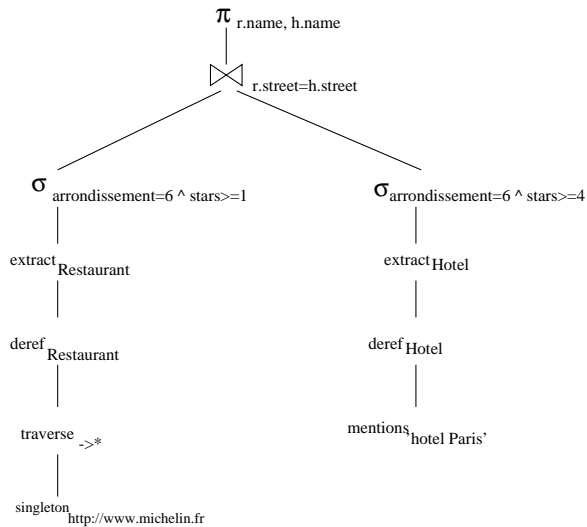 π r.name, h.name
r.street=h.street
σ arrondissement=6 ^ stars>=1
σ arrondissement=6 ^ stars>=4
extract Restaurant
extract Hotel
deref Restaurant
deref Hotel
traverse ->*
mentions 'hotel Paris'
singleton http://www.michelin.fr